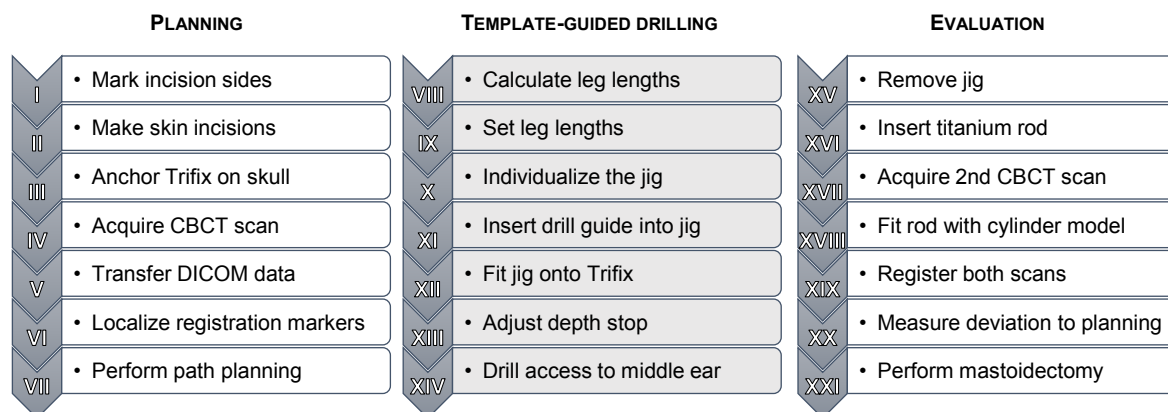 PLANNING
I
• Mark incision sides
II
• Make skin incisions
III
• Anchor Trifix on skull
IV
• Acquire CBCT scan
V
• Transfer DICOM data
VI
• Localize registration markers
VII
• Perform path planning
TEMPLATE-GUIDED DRILLING
VIII
• Calculate leg lengths
IX
• Set leg lengths
X
• Individualize the jig
XI
• Insert drill guide into jig
XII
• Fit jig onto Trifix
XIII
• Adjust depth stop
XIV
• Drill access to middle ear
EVALUATION
XV
• Remove jig
XVI
• Insert titanium rod
XVII
• Acquire 2nd CBCT scan
XVIII
• Fit rod with cylinder model
XIX
• Register both scans
XX
• Measure deviation to planning
XXI
• Perform mastoidectomy